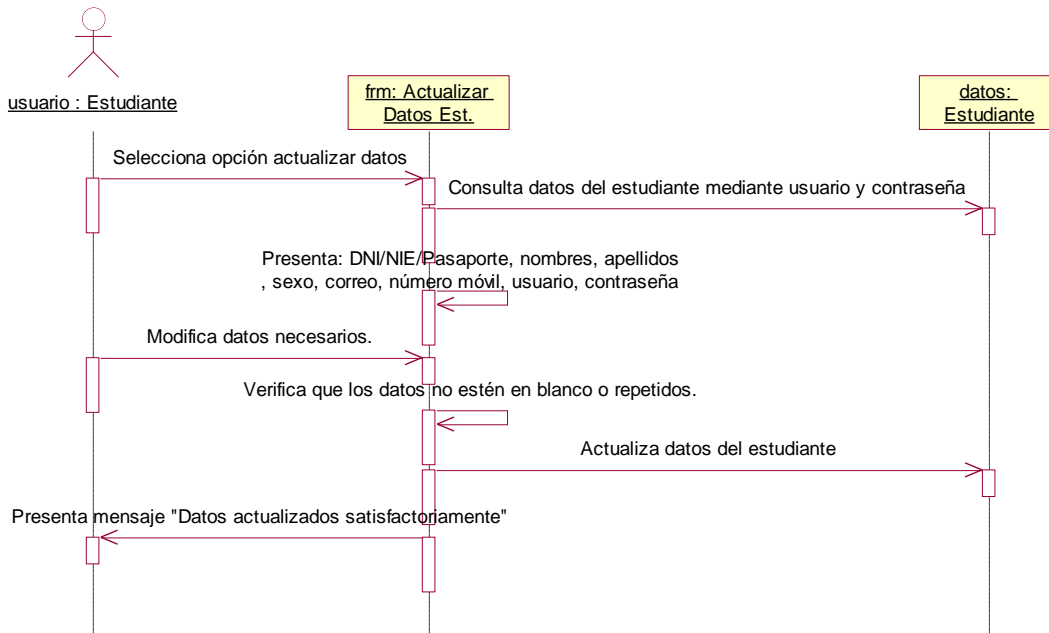 usuario : Estudiante
frm: Actualizar
Datos Est.
datos:
Estudiante
Selecciona opción actualizar datos
Consulta datos del estudiante mediante usuario y contraseña
Presenta: DNI/NIE/Pasaporte, nombres, apellidos
, sexo, correo, número móvil, usuario, contraseña
Modifica datos necesarios.
Verifica que los datos no estén en blanco o repetidos.
Actualiza datos del estudiante
Presenta mensaje "Datos actualizados satisfactoriamente"